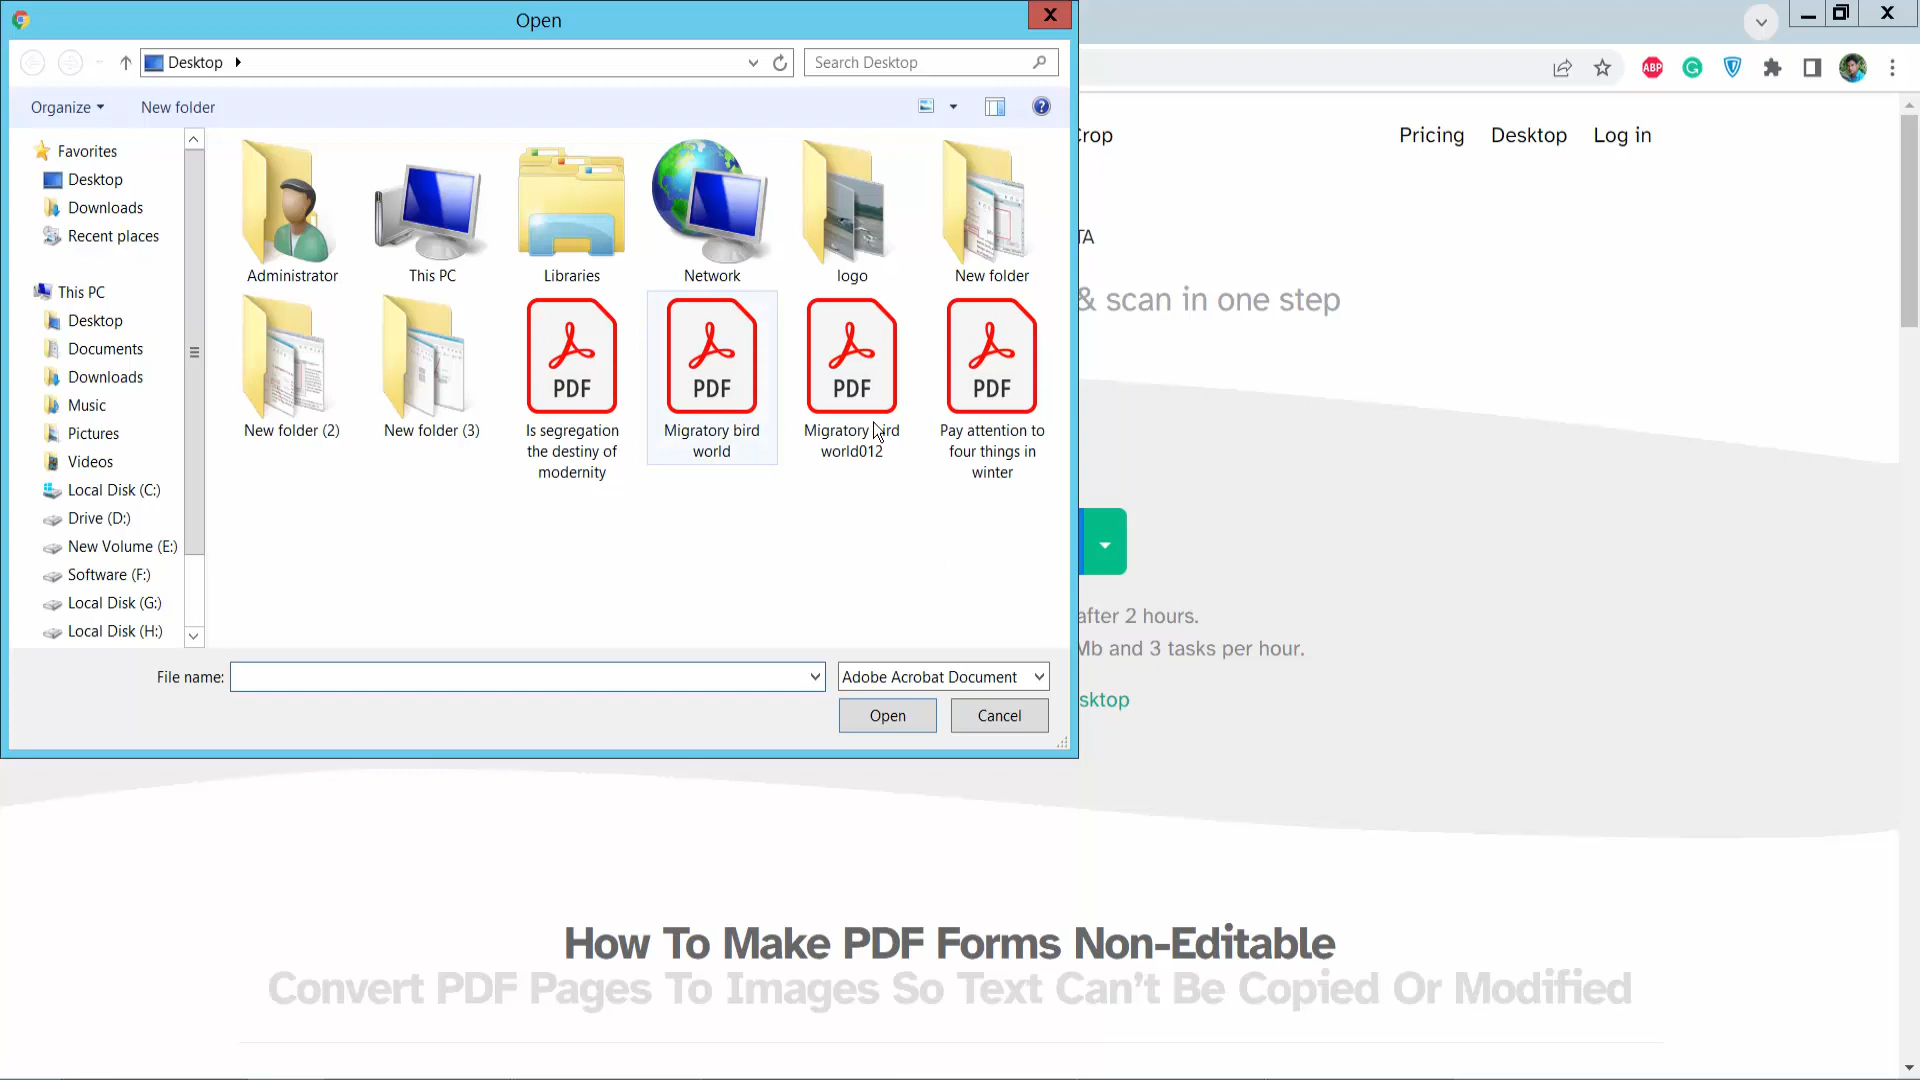 Open
X
Desktop
Search Desktop
Organize
New folder
Favorites
Desktop
Downloads
Recent places
This PC
Desktop
Documents
Downloads
Music
Pictures
Videos
Local Disk (C:)
Drive (D:)
New Volume (E:)
Software (F:)
Local Disk (G:)
Local Disk (H:)
Administrator
This PC
Libraries
Network
logo
New folder
PDF
PDF
PDF
PDF
New folder (2)
New folder (3)
Is segregation
the destiny of
modernity
Migratory bird
world
Migratory bird
world012
Pay attention to
four things in
winter
File name:
Adobe Acrobat Document
Open
Cancel
ABP
Crop
Pricing
Desktop
Log in
TA
& scan in one step
after 2 hours.
Mb and 3 tasks per hour.
sktop
How To Make PDF Forms Non-Editable
Convert PDF Pages To Images So Text Can't Be Copied Or Modified